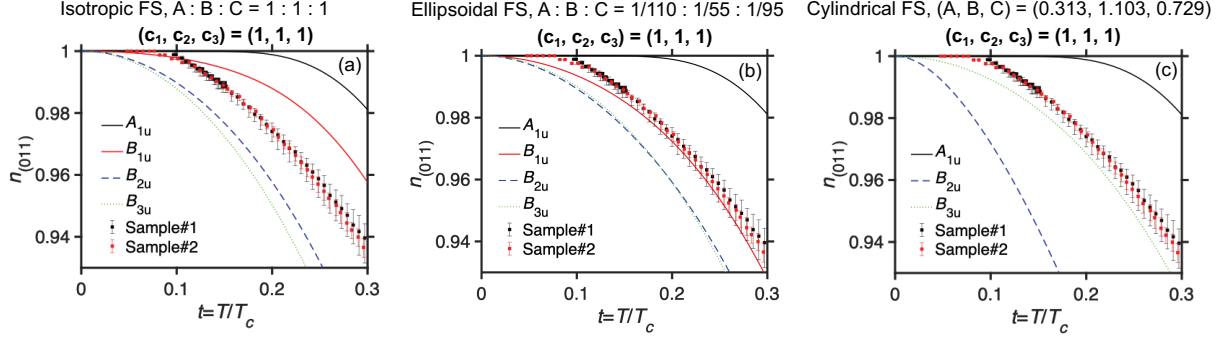 Isotropic FS, A : B : C = 1 : 1 : 1
(c₁, c₂, c₃) = (1, 1, 1)
(a)
n(011)
1
0.98
0.96
0.94
A1u
B1u
B2u
B3u
Sample#1
Sample#2
0
0.1
0.2
0.3
t=T/Tc
Ellipsoidal FS, A : B : C = 1/110 : 1/55 : 1/95
(c₁, c₂, c₃) = (1, 1, 1)
(b)
n(011)
1
0.98
0.96
0.94
A1u
B1u
B2u
B3u
Sample#1
Sample#2
0
0.1
0.2
0.3
t=T/Tc
Cylindrical FS, (A, B, C) = (0.313, 1.103, 0.729)
(c₁, c₂, c₃) = (1, 1, 1)
(c)
n(011)
1
0.98
0.96
0.94
A1u
B2u
B3u
Sample#1
Sample#2
0
0.1
0.2
0.3
t=T/Tc